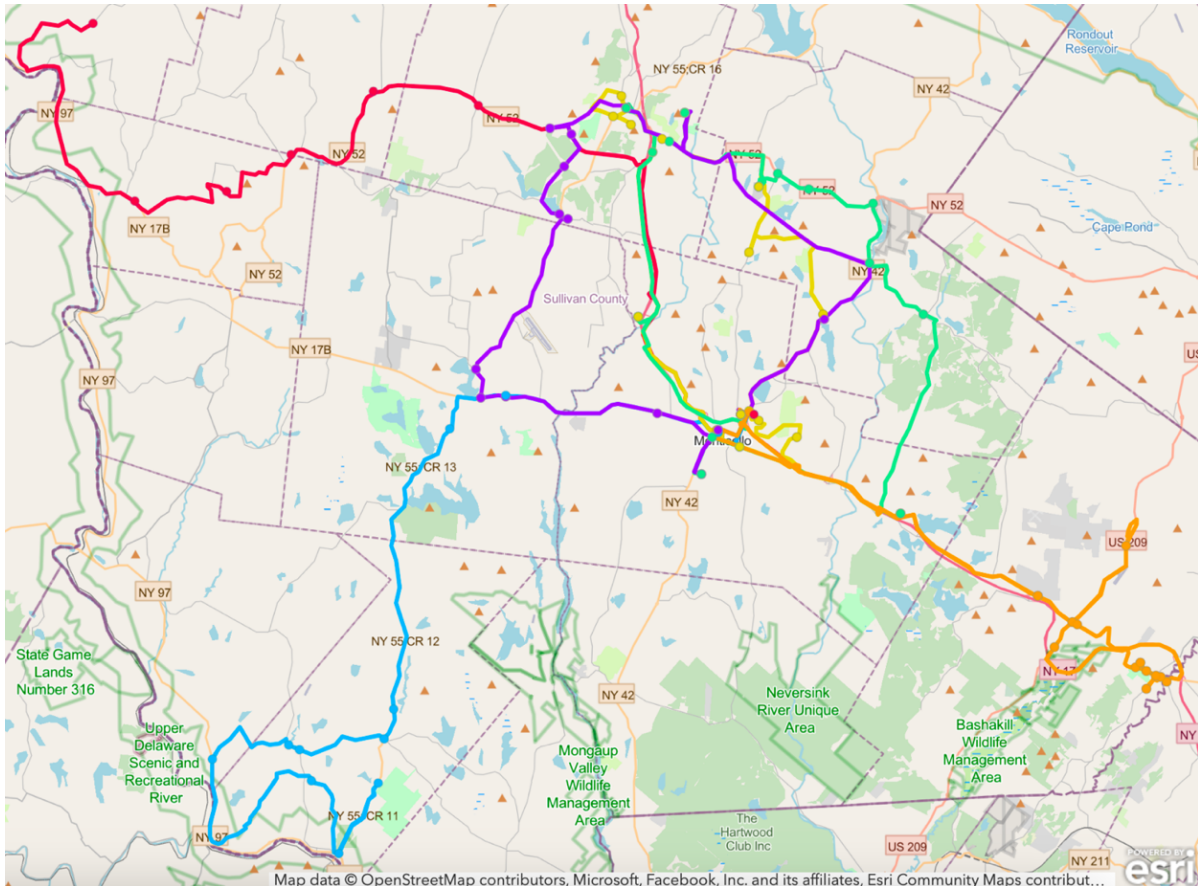 Rondout
Reservoir
NY 55;CR 16
NY 42
NY 97
NY 52
NY 52
NY 52
NY 52
NY 52
Cape Pond
NY 17B
NY 52
NY 42
Sullivan County
NY 17B
US
NY 97
Monticello
NY 55;CR 13
NY 42
US 209
NY 97
NY 55;CR 12
State Game
Lands
Number 316
NY 17
NY 42
Neversink
River Unique
Area
Upper
Delaware
Scenic and
Recreational
River
Bashakill
Wildlife
Management
Area
NY
Mongaup
Valley
Wildlife
Management
Area
NY 55;CR 11
NY 97
The
Hartwood
Club Inc
US 209
NY 211
POWERED BY
esri
Map data © OpenStreetMap contributors, Microsoft, Facebook, Inc. and its affiliates, Esri Community Maps contribut...